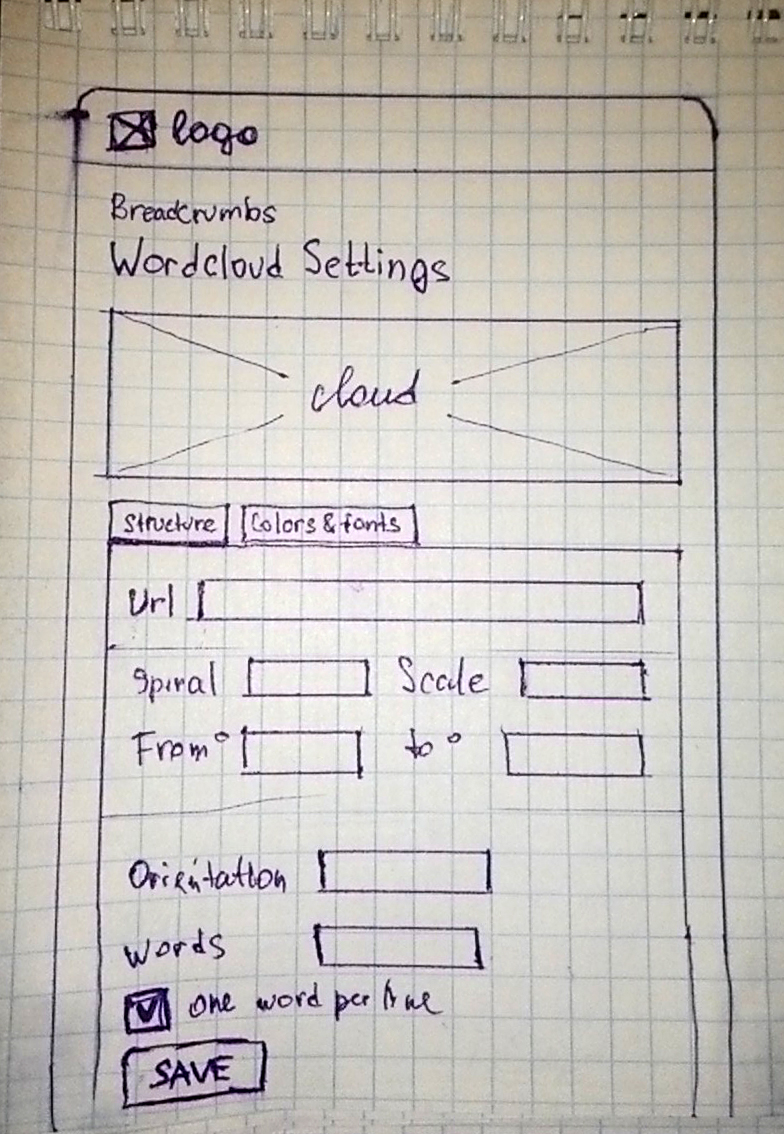 logo
Breadcrumbs
Wordcloud Settings
cloud
Structure Colors & fonts
Url
Spiral Scale
From° to°
Orientation
words
one word per line
SAVE